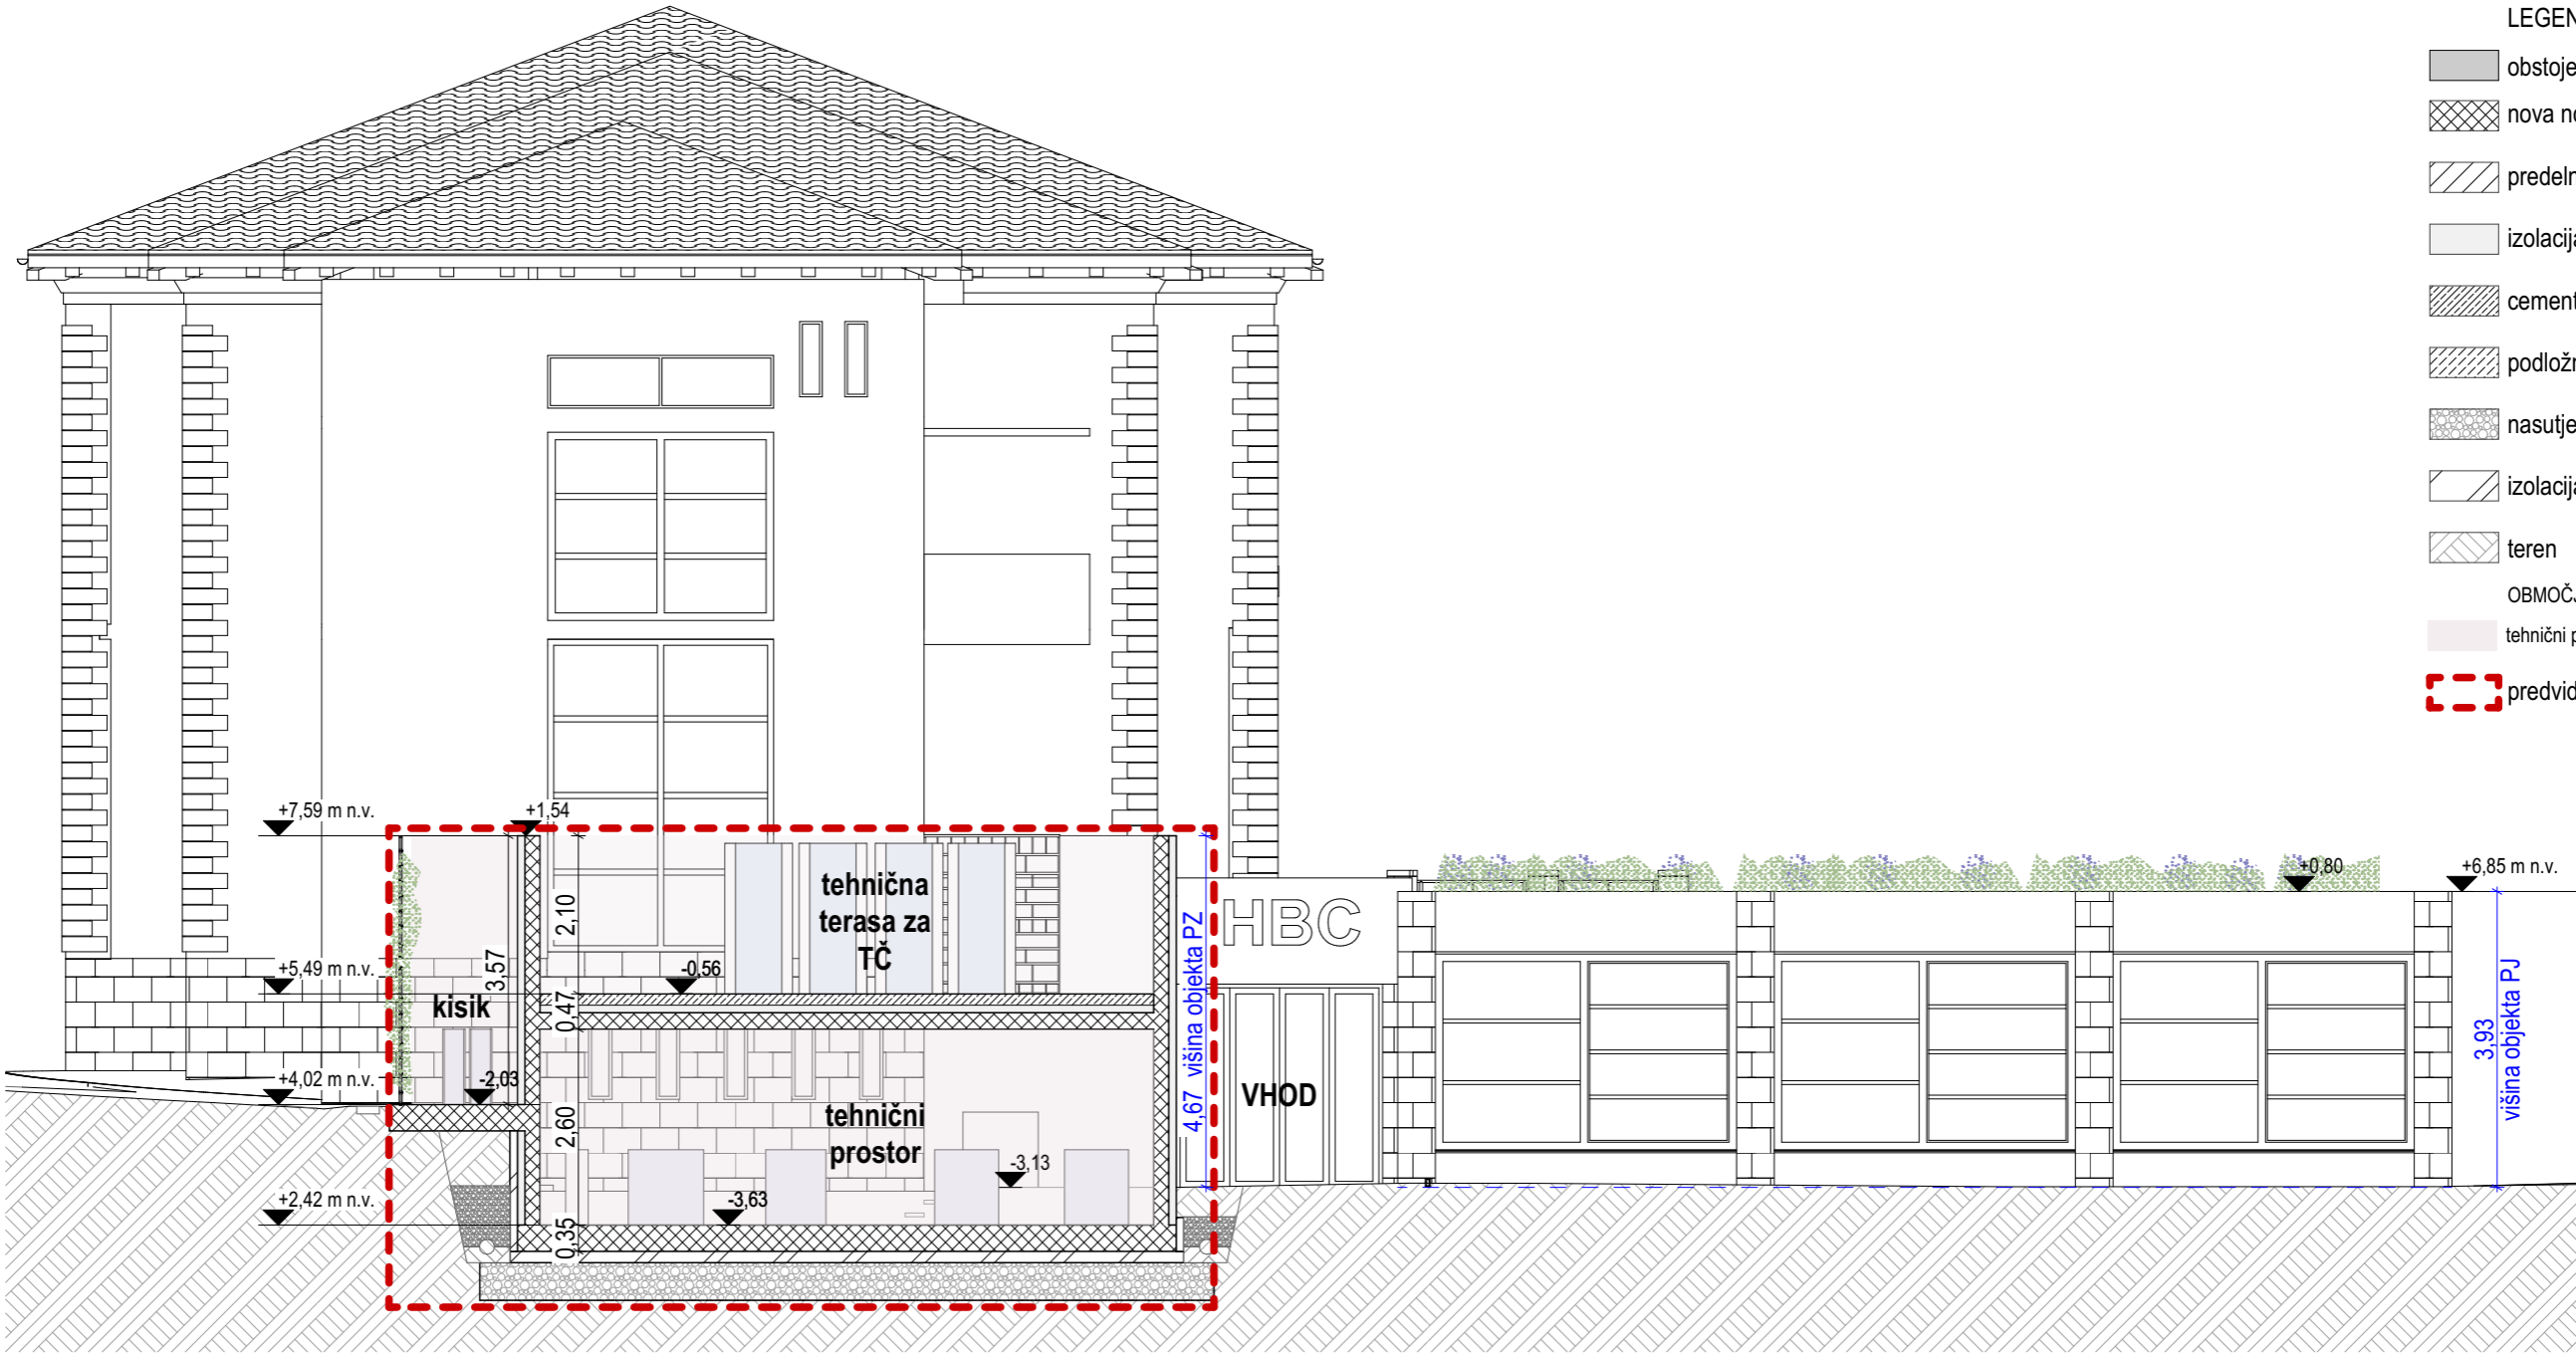 LEGEN
obstoje
nova no
predeln
izolacija
cement
podložn
nasutje
izolacija
teren
OBMOČJ
tehnični p
predvid
+7,59 m n.v.
+1,54
+5,49 m n.v.
+4,02 m n.v.
+2,42 m n.v.
kisik
3,57
2,10
0,47
2,60
0,35
-2,03
-0,56
tehnična
terasa za
TČ
tehnični
prostor
-3,13
-3,63
4,67 višina objekta PZ
HBC
VHOD
+0,80
+6,85 m n.v.
3,93
višina objekta PJ